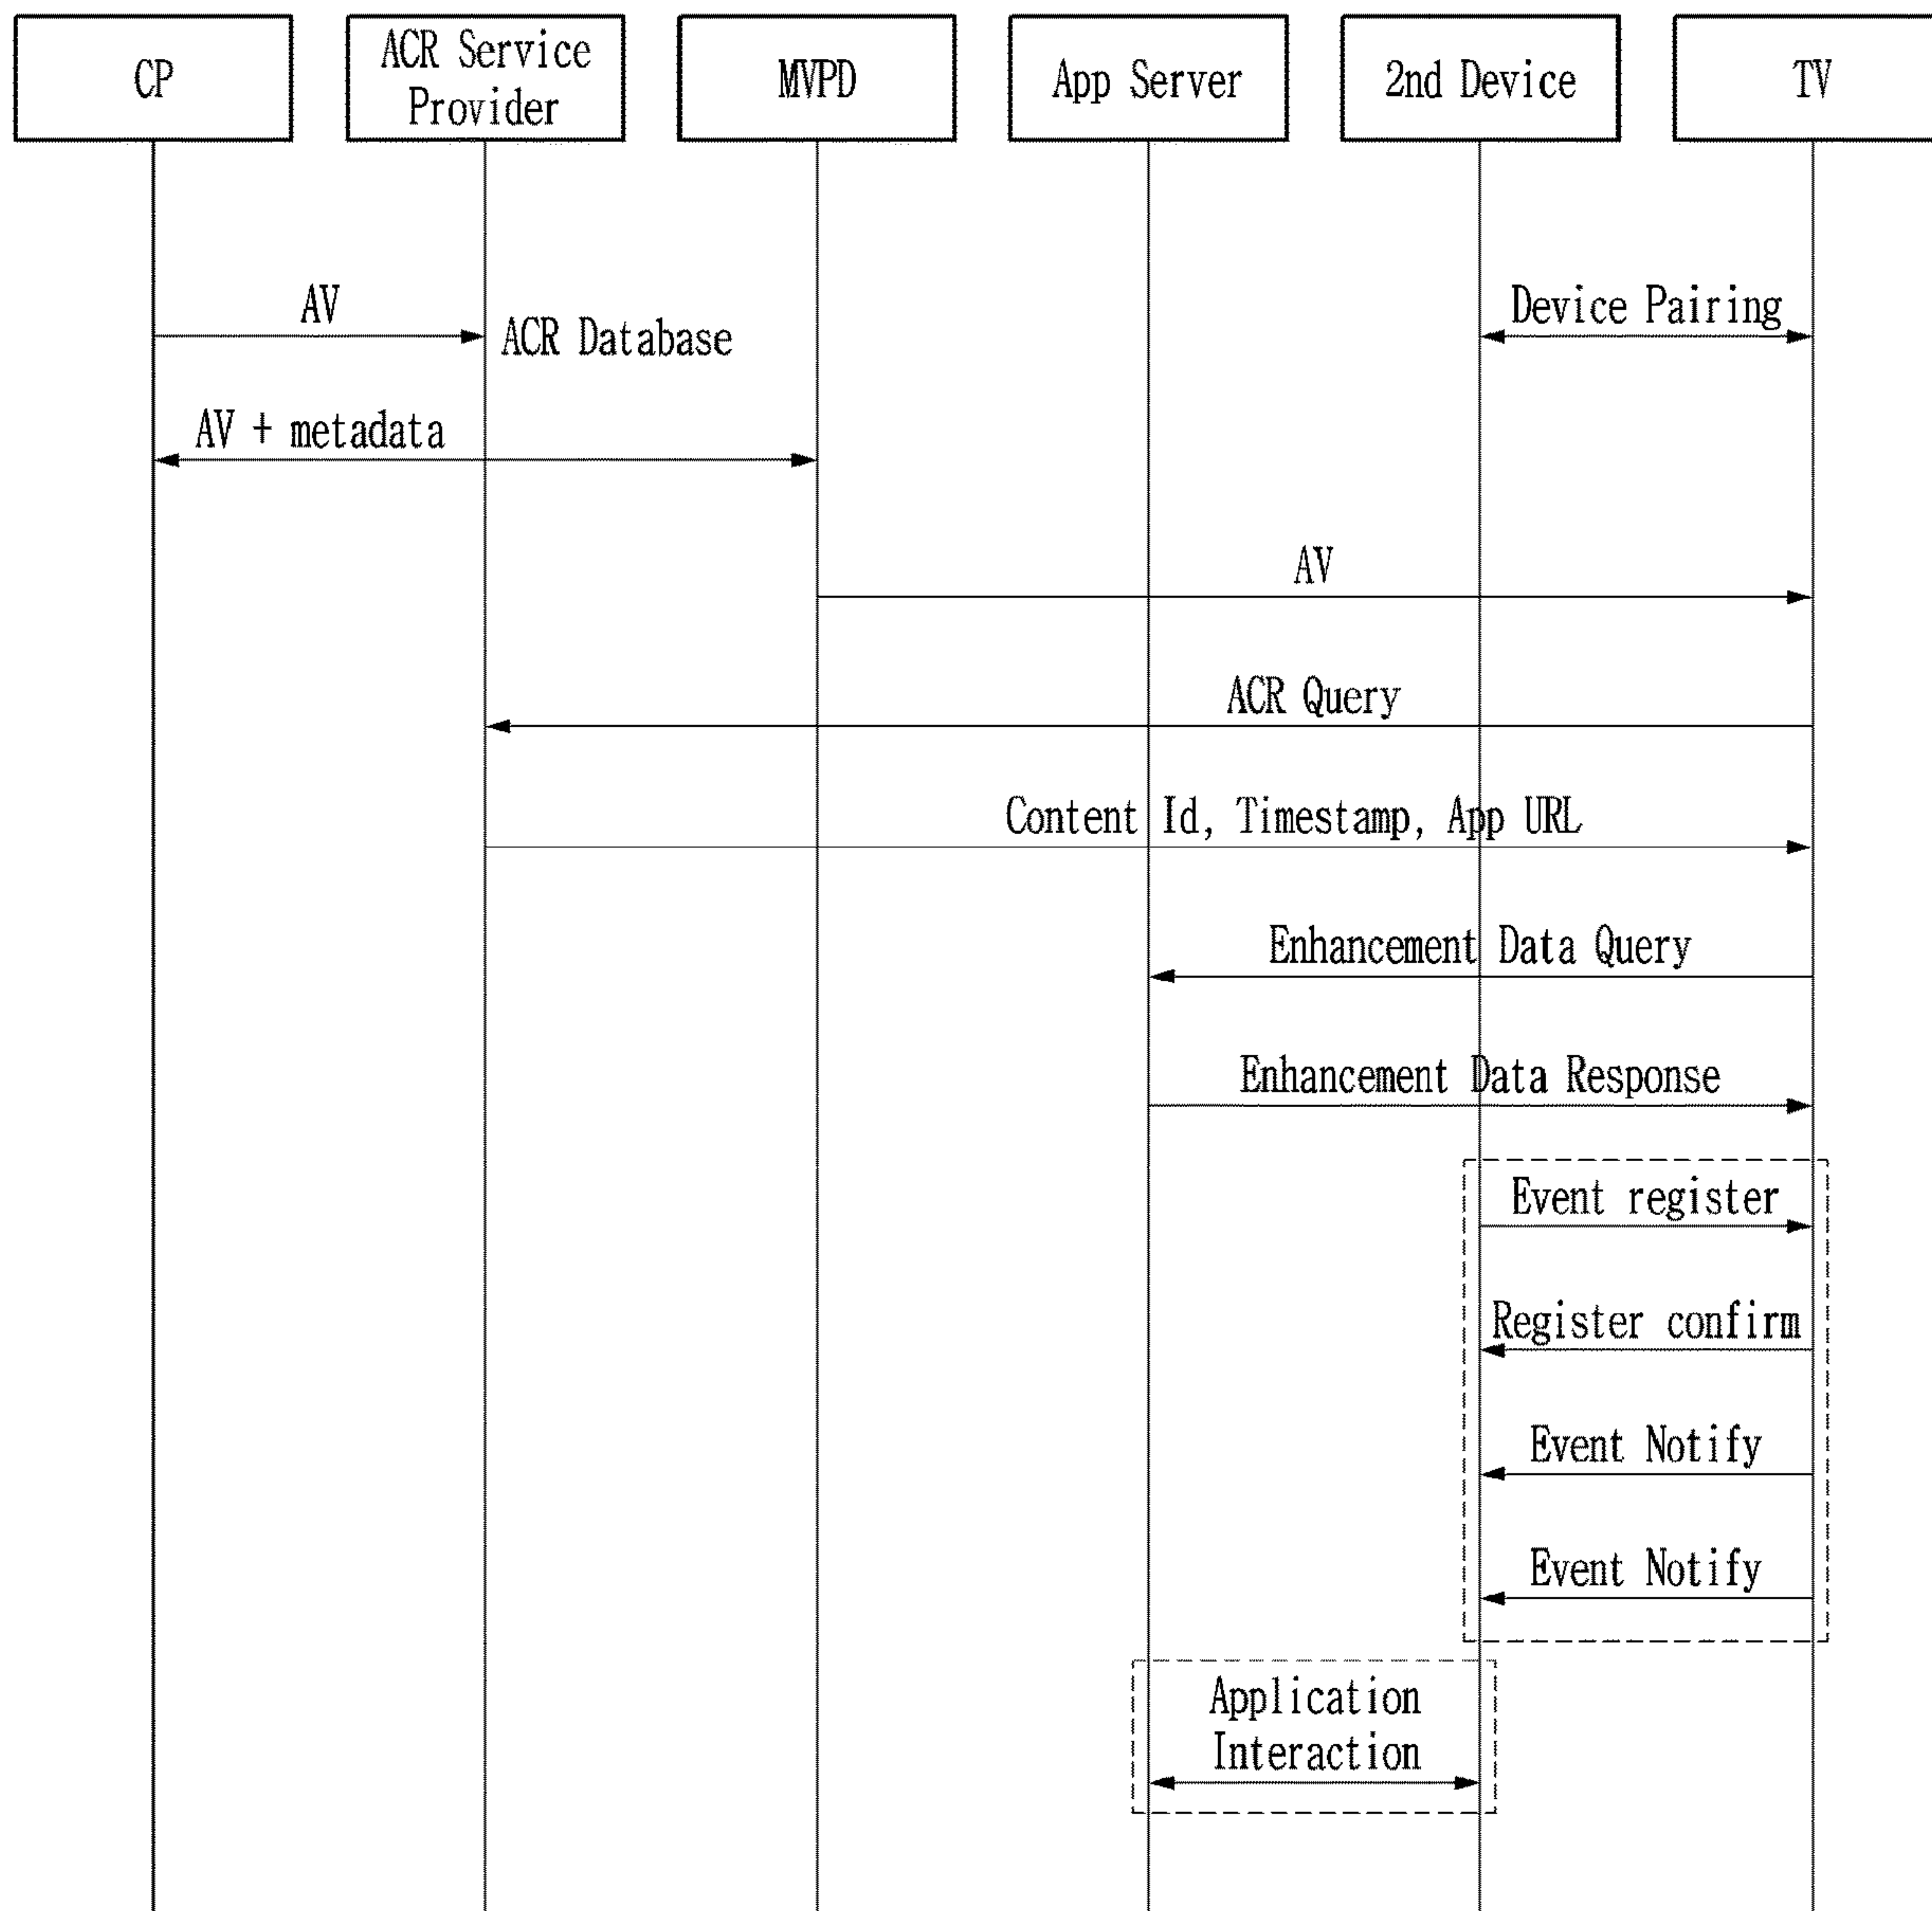 CP
ACR Service
Provider
MVPD
App Server
2nd Device
TV
AV
ACR Database
Device Pairing
AV + metadata
AV
ACR Query
Content Id, Timestamp, App URL
Enhancement Data Query
Enhancement Data Response
Event register
Register confirm
Event Notify
Event Notify
Application
Interaction